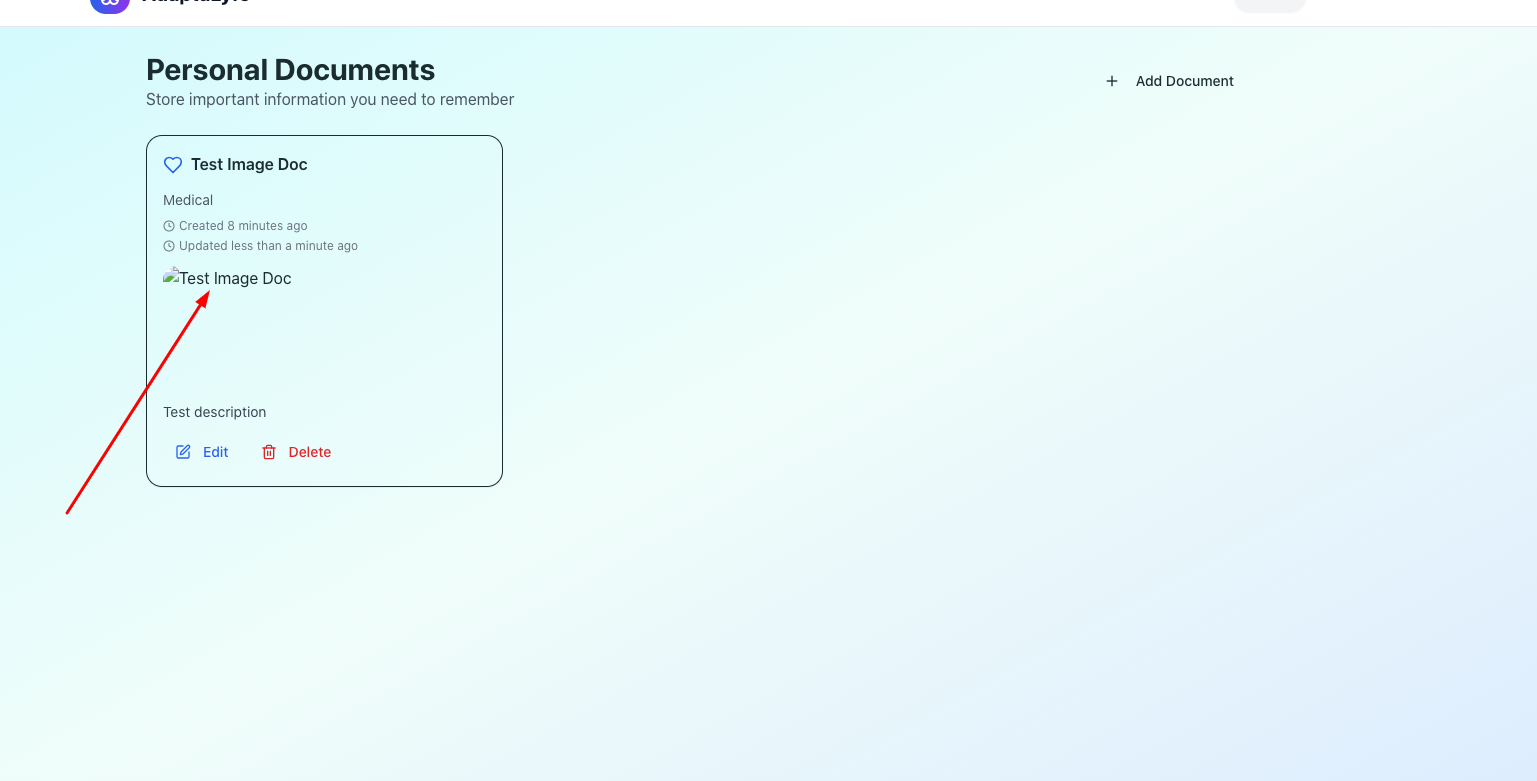 Personal Documents
Store important information you need to remember
Add Document
Test Image Doc
Medical
Created 8 minutes ago
Updated less than a minute ago
Test Image Doc
Test description
Edit
Delete